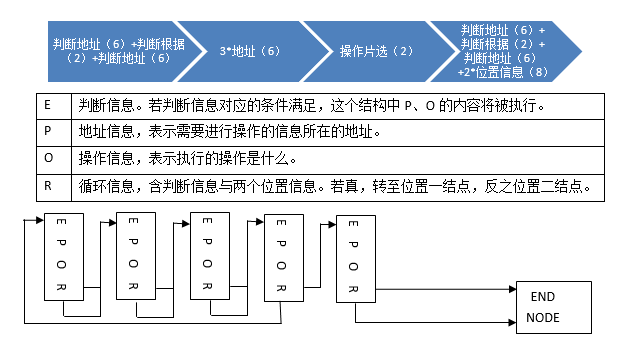 判断地址（6）+判断根据
（2）+判断地址（6）
3*地址（6）
操作片选（2）
判断地址（6）+
判断根据（2）+
判断地址（6）
+2*位置信息（8）
E 判断信息。若判断信息对应的条件满足，这个结构中 P、O 的内容将被执行。
P 地址信息，表示需要进行操作的信息所在的地址。
O 操作信息，表示执行的操作是什么。
R 循环信息，含判断信息与两个位置信息。若真，转至位置一结点，反之位置二结点。
E P O R
E P O R
E P O R
E P O R
E P O R
END
NODE